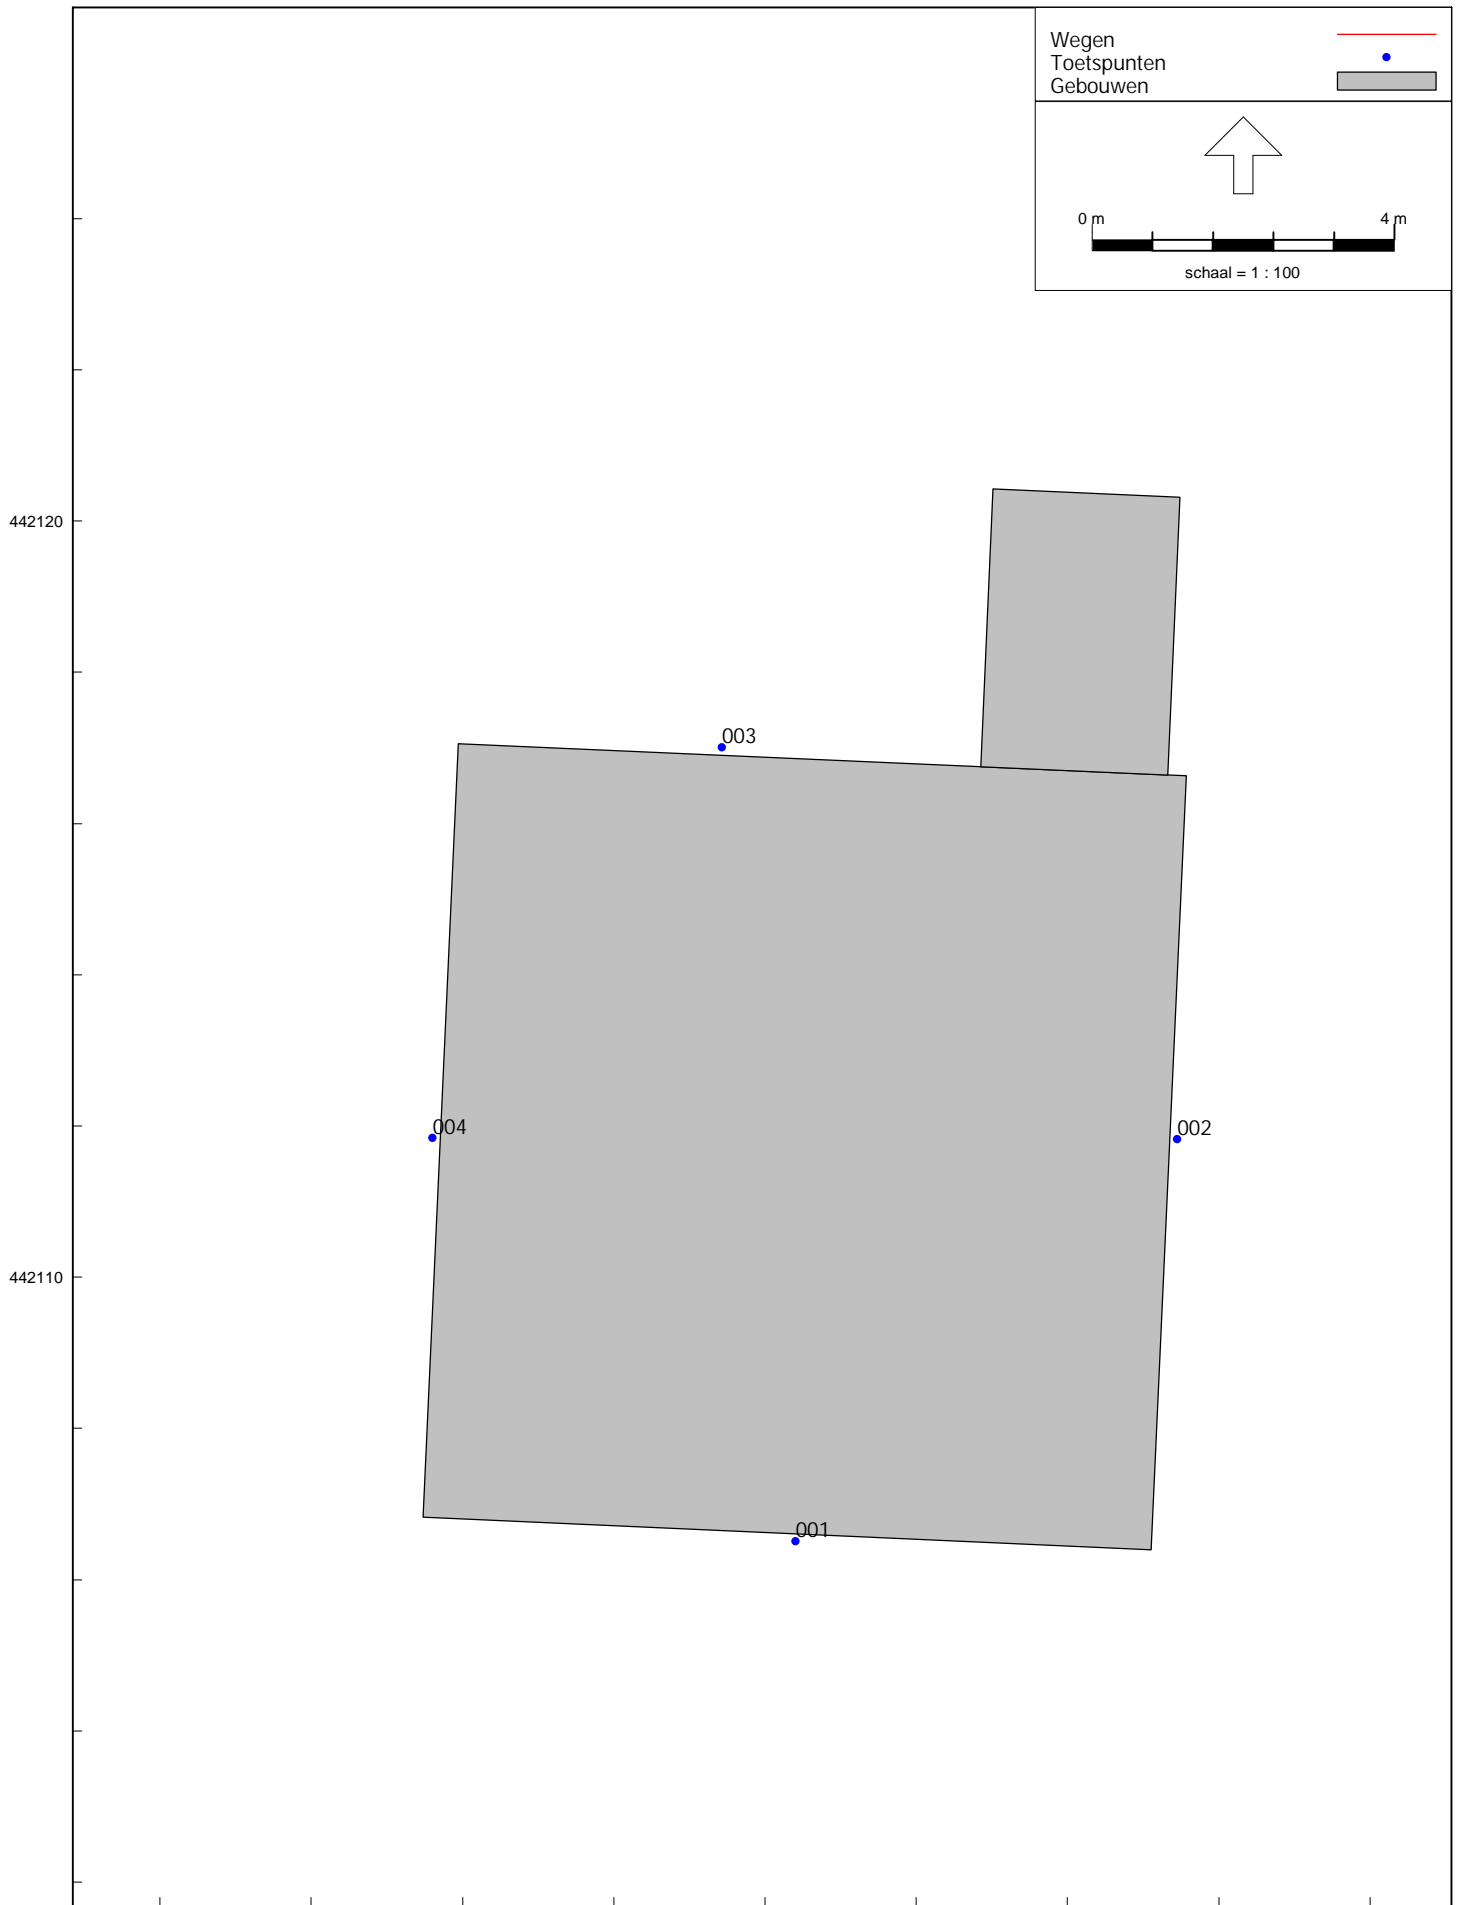 Wegen
Toetspunten
Gebouwen
0 m 4 m
schaal = 1 : 100
442120
003
004
002
442110
001